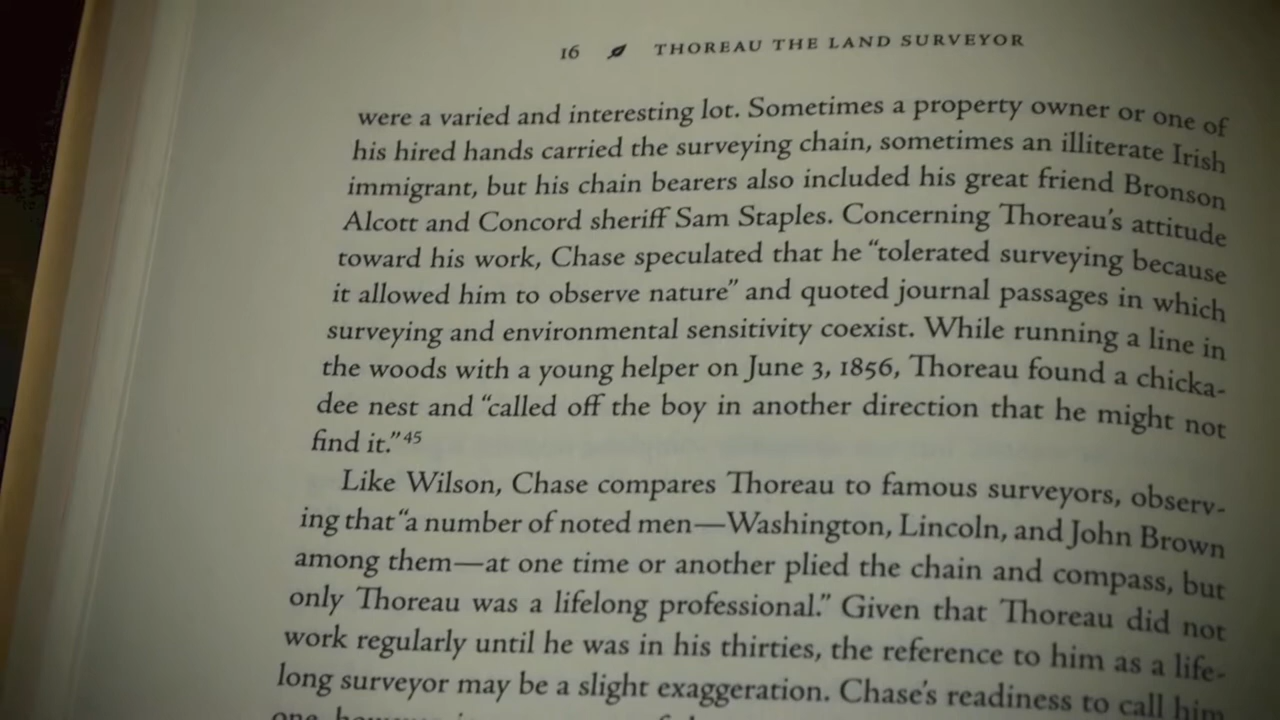 16 THOREAU THE LAND SURVEYOR
were a varied and interesting lot. Sometimes a property owner or one of
his hired hands carried the surveying chain, sometimes an illiterate Irish
immigrant, but his chain bearers also included his great friend Bronson
Alcott and Concord sheriff Sam Staples. Concerning Thoreau's attitude
toward his work, Chase speculated that he “tolerated surveying because
it allowed him to observe nature” and quoted journal passages in which
surveying and environmental sensitivity coexist. While running a line in
the woods with a young helper on June 3, 1856, Thoreau found a chicka-
dee nest and “called off the boy in another direction that he might not
find it.”45
Like Wilson, Chase compares Thoreau to famous surveyors, observ-
ing that “a number of noted men—Washington, Lincoln, and John Brown
among them—at one time or another plied the chain and compass, but
only Thoreau was a lifelong professional.” Given that Thoreau did not
work regularly until he was in his thirties, the reference to him as a life-
long surveyor may be a slight exaggeration. Chase's readiness to call him